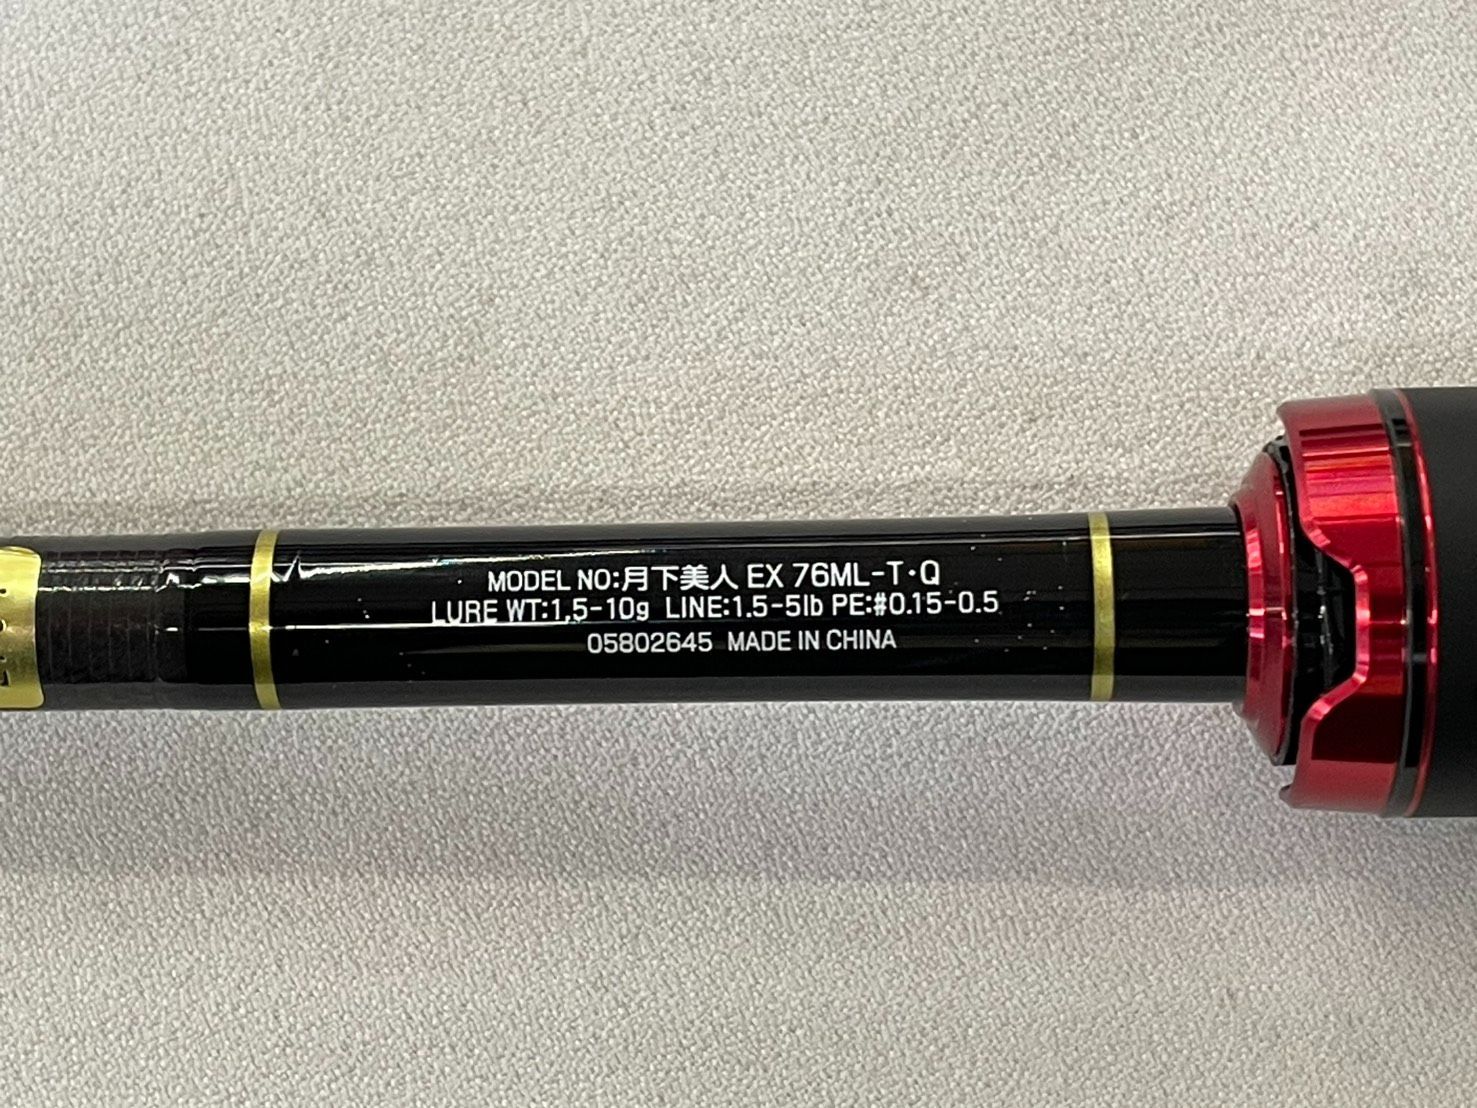 MODEL NO:月下美人 EX 76ML-T・Q
LURE WT:1.5-10g LINE:1.5-5lb PE:#0.15-0.5
05802645 MADE IN CHINA